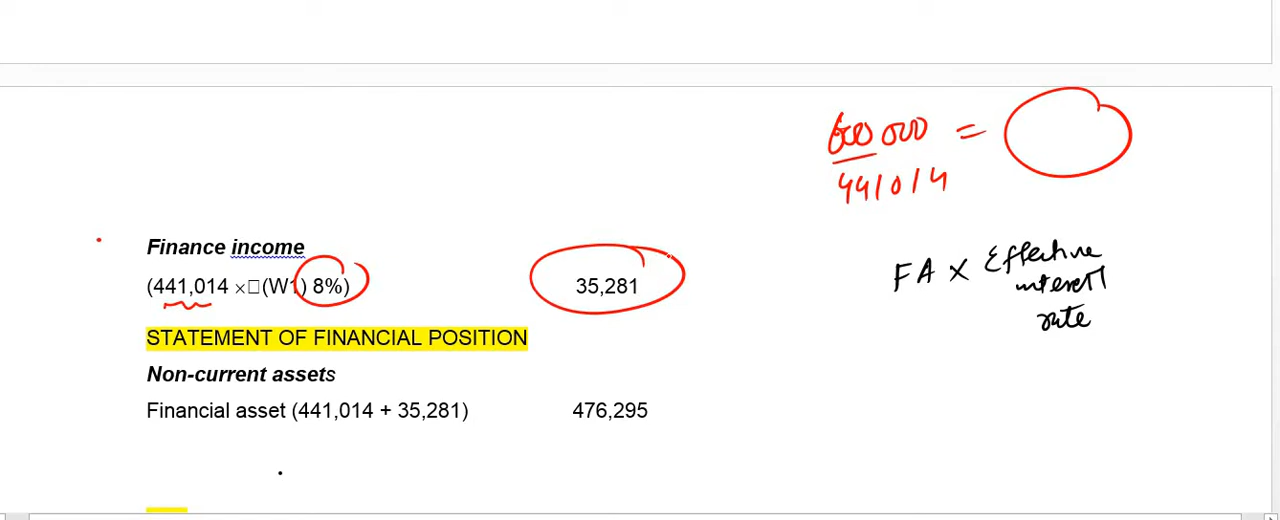 600 000 =
441014
Finance income
(441,014 ×□(W1) 8%) 35,281
FA × Effective
interest
rate
STATEMENT OF FINANCIAL POSITION
Non-current assets
Financial asset (441,014 + 35,281) 476,295